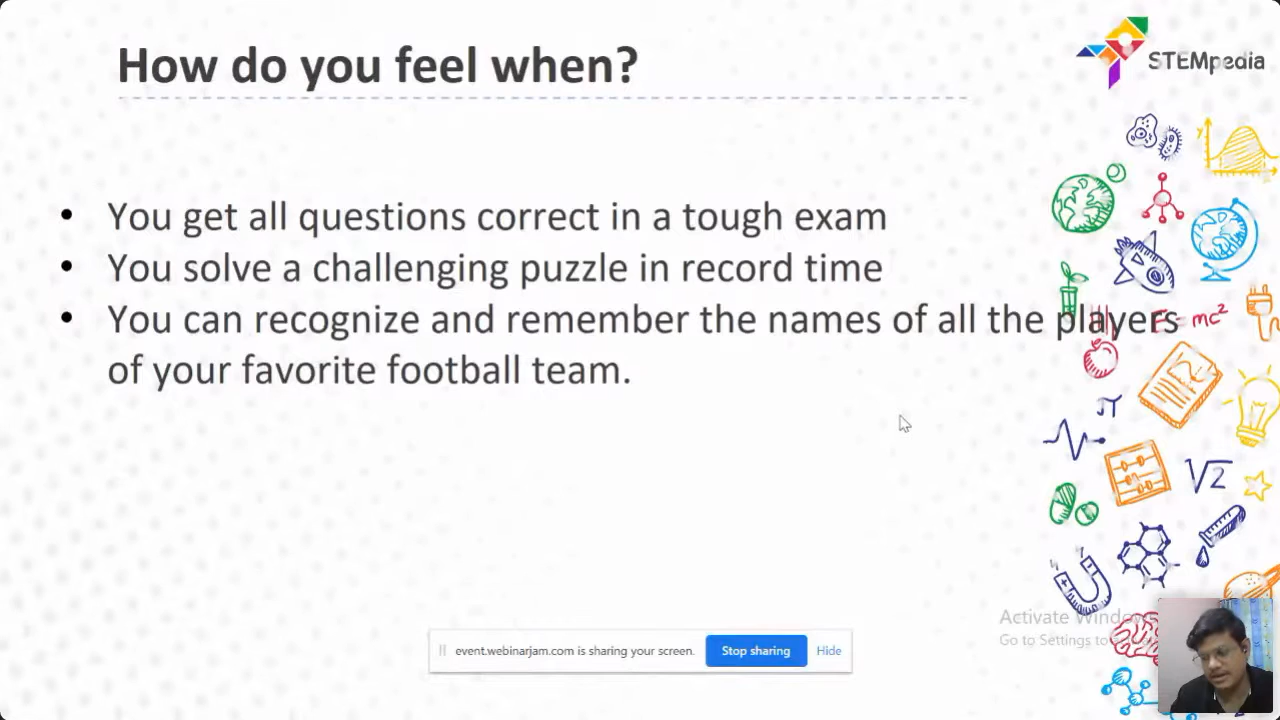 How do you feel when?
STEMpedia
• You get all questions correct in a tough exam
• You solve a challenging puzzle in record time
• You can recognize and remember the names of all the players
of your favorite football team.
= mc²
π
√2
Activate
Go to Settings to
event.webinarjam.com is sharing your screen.
Stop sharing
Hide